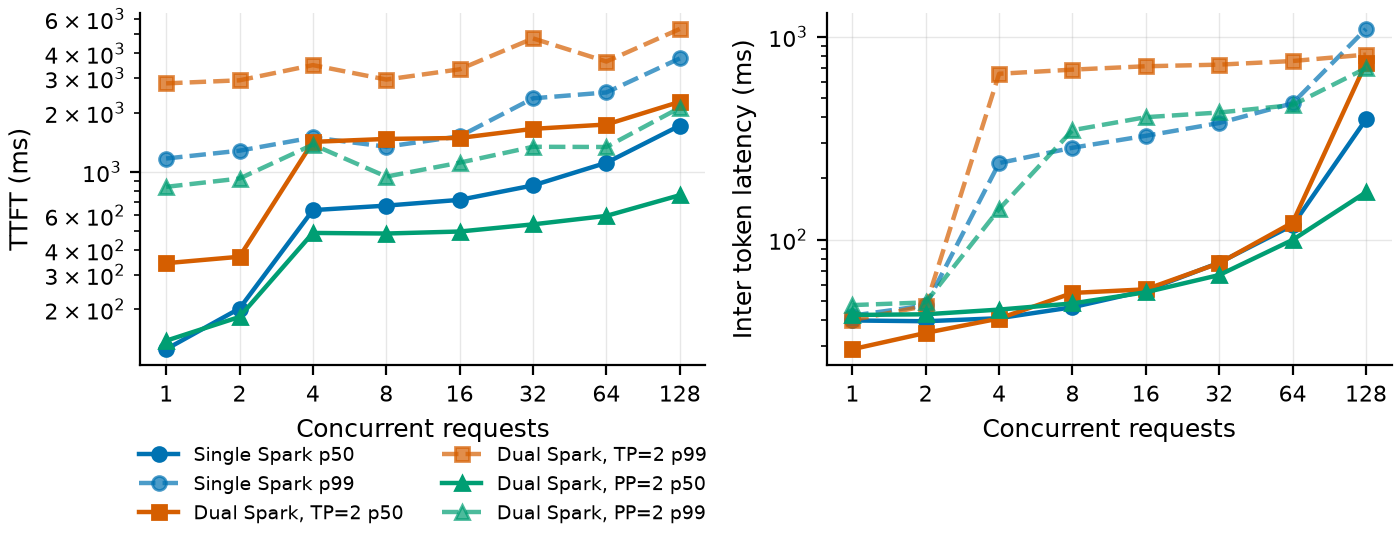 TTFT (ms)
6 × 10³
4 × 10³
3 × 10³
2 × 10³
10³
6 × 10²
4 × 10²
3 × 10²
2 × 10²
1 2 4 8 16 32 64 128
Concurrent requests
Inter token latency (ms)
10³
10²
1 2 4 8 16 32 64 128
Concurrent requests
Single Spark p50
Single Spark p99
Dual Spark, TP=2 p50
Dual Spark, TP=2 p99
Dual Spark, PP=2 p50
Dual Spark, PP=2 p99